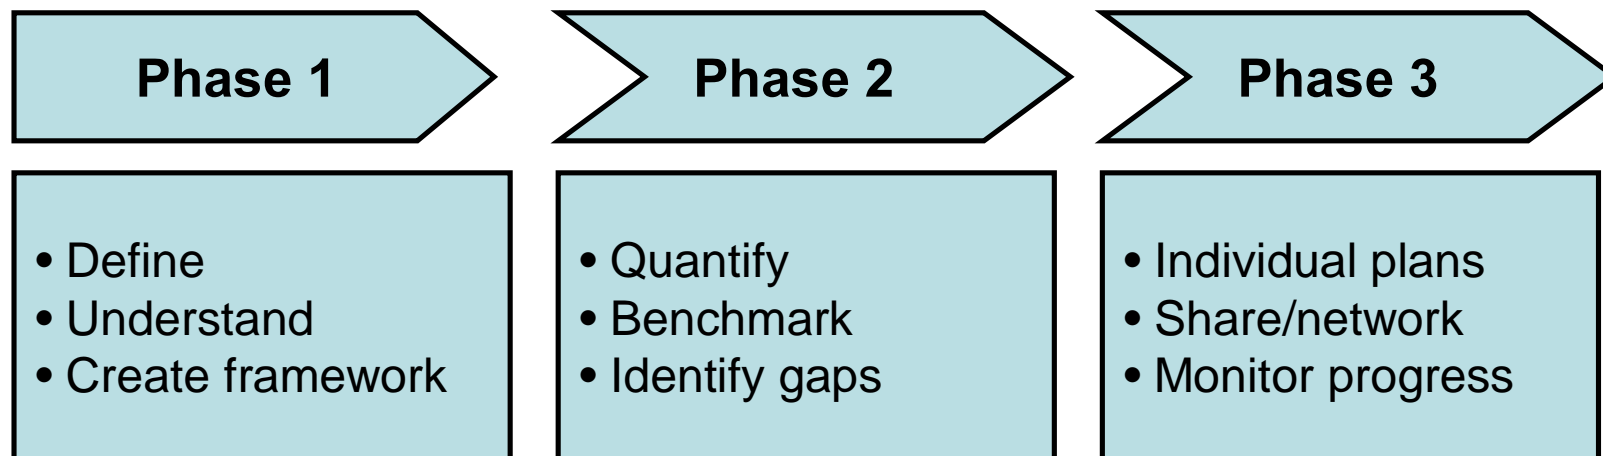 Phase 1
Phase 2
Phase 3
• Define
• Understand
• Create framework
• Quantify
• Benchmark
• Identify gaps
• Individual plans
• Share/network
• Monitor progress